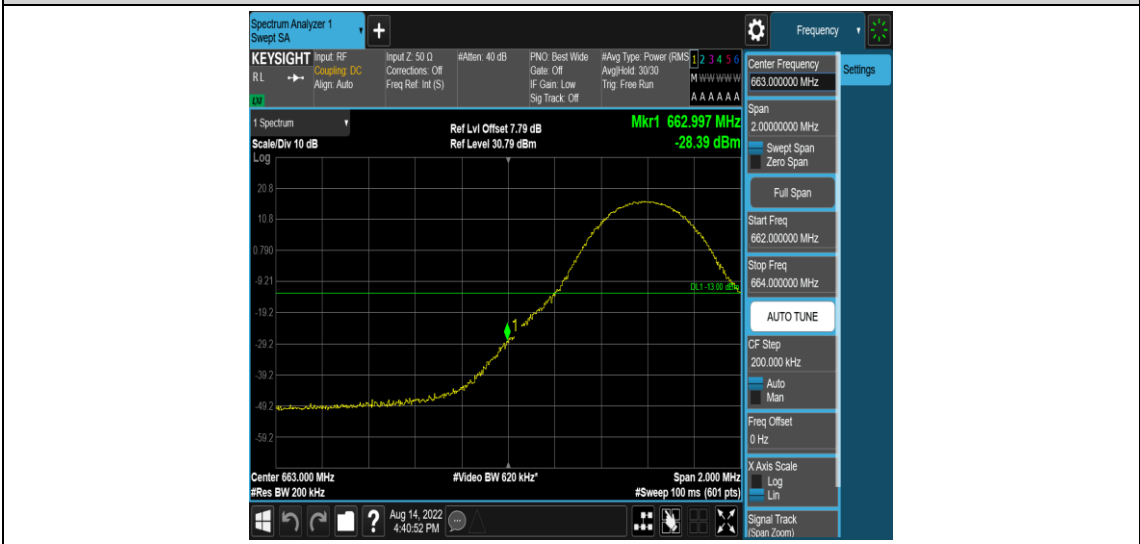 Spectrum Analyzer 1
Swept SA
+
Frequency
KEYSIGHT Input: RF
RL
Coupling: DC
Align: Auto
LXI
Input Z: 50 Ω
Corrections: Off
Freq Ref: Int (S)
#Atten: 40 dB
PNO: Best Wide
Gate: Off
IF Gain: Low
Sig Track: Off
#Avg Type: Power (RMS
Avg|Hold: 30/30
Trig: Free Run
1 2 3 4 5 6
M W W W W W
A A A A A A
1 Spectrum
Scale/Div 10 dB
Log
Ref Lvl Offset 7.79 dB
Ref Level 30.79 dBm
Mkr1 662.997 MHz
-28.39 dBm
20.8
10.8
0.790
-9.21
DL1 -13.00 dBm
-19.2
1
-29.2
-39.2
-49.2
-59.2
Center 663.000 MHz
#Res BW 200 kHz
#Video BW 620 kHz*
Span 2.000 MHz
#Sweep 100 ms (601 pts)
?
Aug 14, 2022
4:40:52 PM
Center Frequency
663.000000 MHz
Settings
Span
2.00000000 MHz
Swept Span
Zero Span
Full Span
Start Freq
662.000000 MHz
Stop Freq
664.000000 MHz
AUTO TUNE
CF Step
200.000 kHz
Auto
Man
Freq Offset
0 Hz
X Axis Scale
Log
Lin
Signal Track
(Span Zoom)